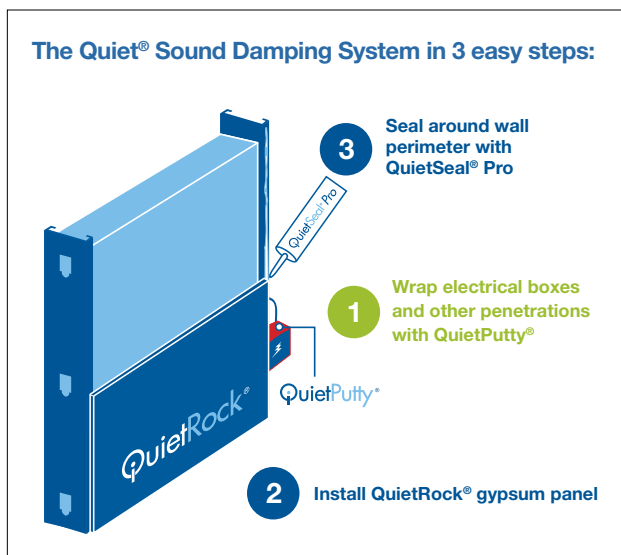 The Quiet® Sound Damping System in 3 easy steps:
3
Seal around wall
perimeter with
QuietSeal® Pro
QuietSeal® Pro
1
Wrap electrical boxes
and other penetrations
with QuietPutty®
QuietPutty®
QuietRock®
2
Install QuietRock® gypsum panel